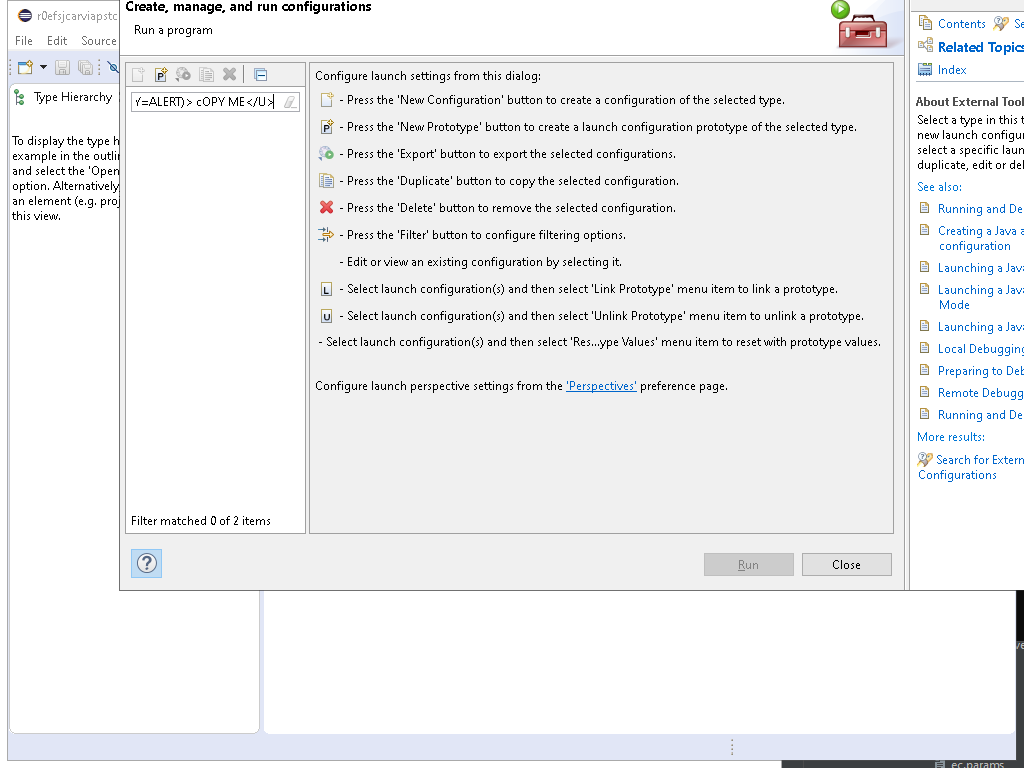 r0efsjcarviapstc
File Edit Source
Type Hierarchy
To display the type h
example in the outli
and select the 'Open
option. Alternatively
an element (e.g. proj
this view.
Create, manage, and run configurations
Run a program
Y=ALERT)> cOPY ME</U>
Filter matched 0 of 2 items
Configure launch settings from this dialog:
- Press the 'New Configuration' button to create a configuration of the selected type.
- Press the 'New Prototype' button to create a launch configuration prototype of the selected type.
- Press the 'Export' button to export the selected configurations.
- Press the 'Duplicate' button to copy the selected configuration.
- Press the 'Delete' button to remove the selected configuration.
- Press the 'Filter' button to configure filtering options.
- Edit or view an existing configuration by selecting it.
L - Select launch configuration(s) and then select 'Link Prototype' menu item to link a prototype.
U - Select launch configuration(s) and then select 'Unlink Prototype' menu item to unlink a prototype.
- Select launch configuration(s) and then select 'Res...ype Values' menu item to reset with prototype values.
Configure launch perspective settings from the 'Perspectives' preference page.
Run Close
Contents Se
Related Topics
Index
About External Tool
Select a type in this t
new launch configur
select a specific laun
duplicate, edit or del
See also:
Running and De
Creating a Java a
configuration
Launching a Java
Launching a Java
Mode
Launching a Java
Local Debugging
Preparing to Deb
Remote Debugg
Running and De
More results:
Search for Extern
Configurations
ve
ec.params